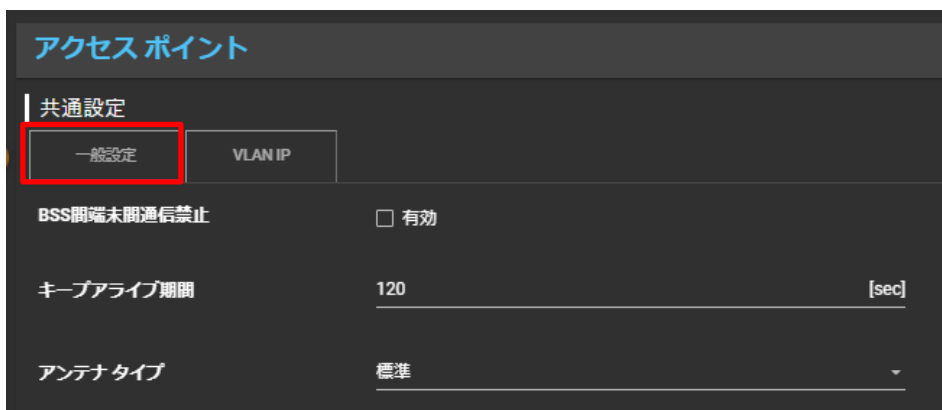 アクセス ポイント
共通設定
一般設定 VLAN IP
BSS間端末間通信禁止 有効
キープアライブ期間 120 [sec]
アンテナ タイプ 標準